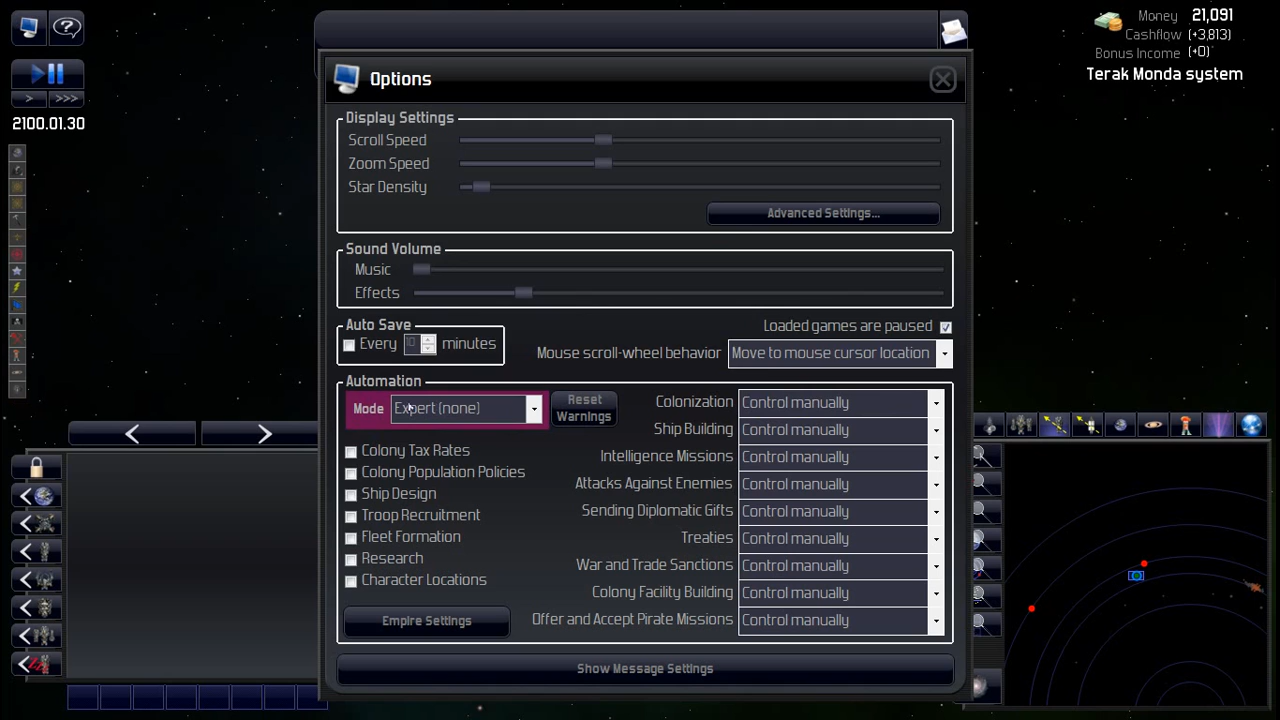 Money 21,091
Cashflow (+3,813)
Bonus Income (+0)
Terak Monda system
> >>>
2100.01.30
Options
Display Settings
Scroll Speed
Zoom Speed
Star Density
Advanced Settings...
Sound Volume
Music
Effects
Auto Save
Every 10 minutes
Loaded games are paused
Mouse scroll-wheel behavior Move to mouse cursor location
Automation
Mode Expert (none)
Reset Warnings
Colony Tax Rates
Colony Population Policies
Ship Design
Troop Recruitment
Fleet Formation
Research
Character Locations
Empire Settings
Colonization Control manually
Ship Building Control manually
Intelligence Missions Control manually
Attacks Against Enemies Control manually
Sending Diplomatic Gifts Control manually
Treaties Control manually
War and Trade Sanctions Control manually
Colony Facility Building Control manually
Offer and Accept Pirate Missions Control manually
Show Message Settings